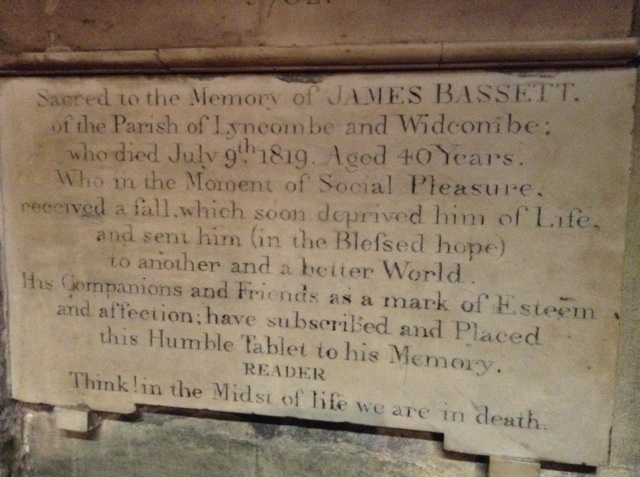 Sacred to the Memory of JAMES BASSETT.
of the Parish of Lyncombe and Widcombe;
who died July 9th 1819. Aged 40 Years.
Who in the Moment of Social Pleasure,
received a fall, which soon deprived him of Life,
and sent him (in the Bleſsed hope)
to another and a better World.
His Companions and Friends as a mark of Esteem
and affection; have subscribed and Placed
this Humble Tablet to his Memory.
READER
Think! in the Midst of life we are in death.